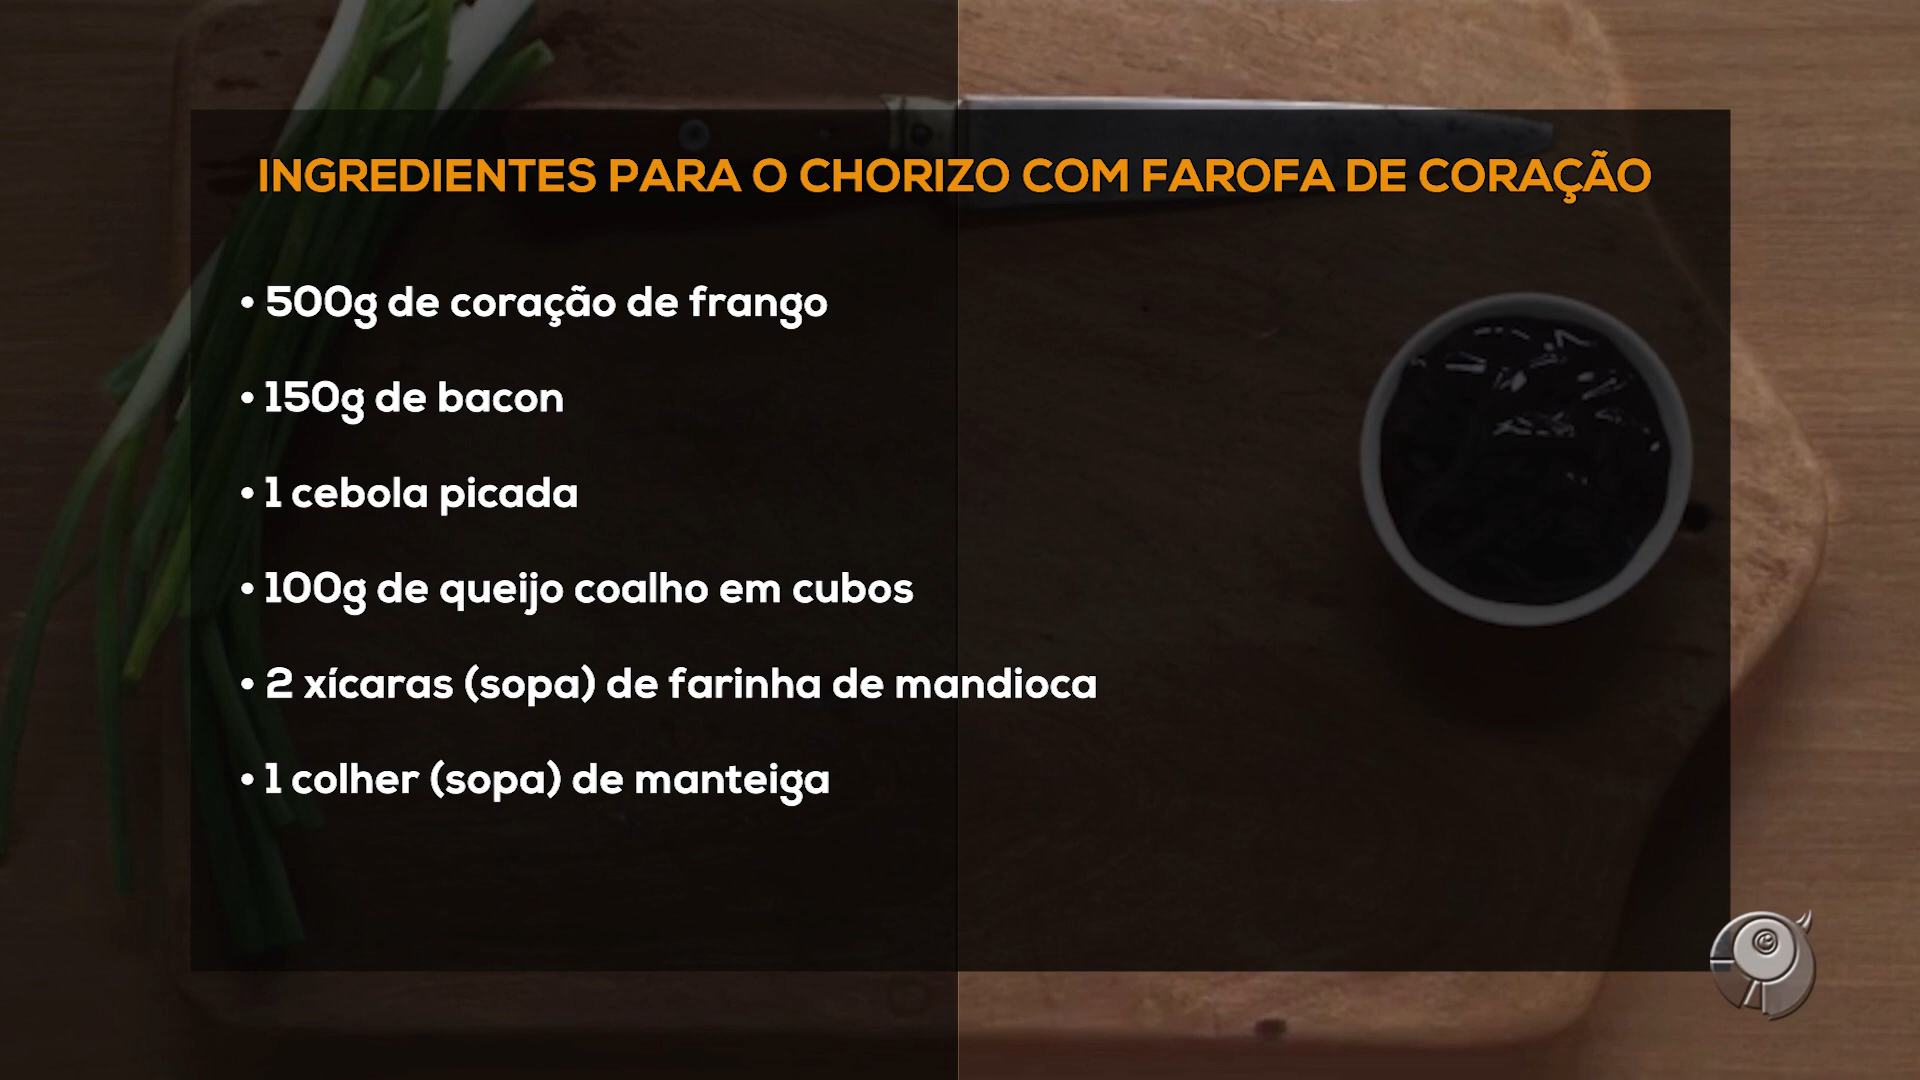 INGREDIENTES PARA O CHORIZO COM FAROFA DE CORAÇÃO
• 500g de coração de frango
• 150g de bacon
• 1 cebola picada
• 100g de queijo coalho em cubos
• 2 xícaras (sopa) de farinha de mandioca
• 1 colher (sopa) de manteiga